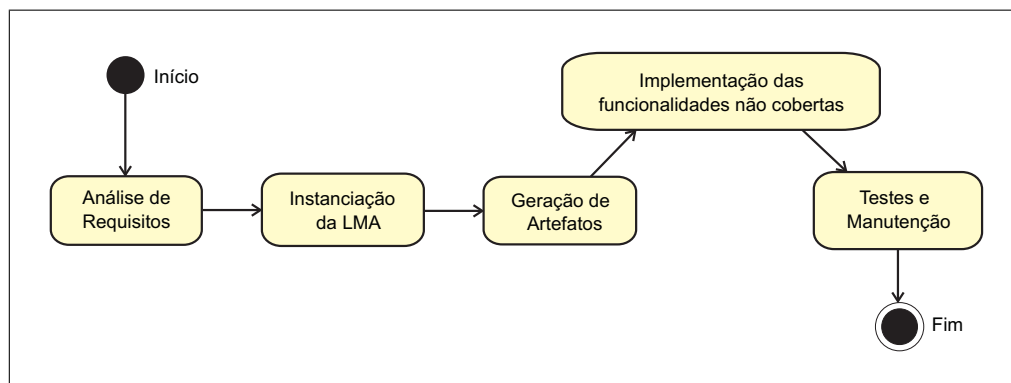 Início
Implementação das
funcionalidades não cobertas
Análise de
Requisitos
Instanciação
da LMA
Geração de
Artefatos
Testes e
Manutenção
Fim